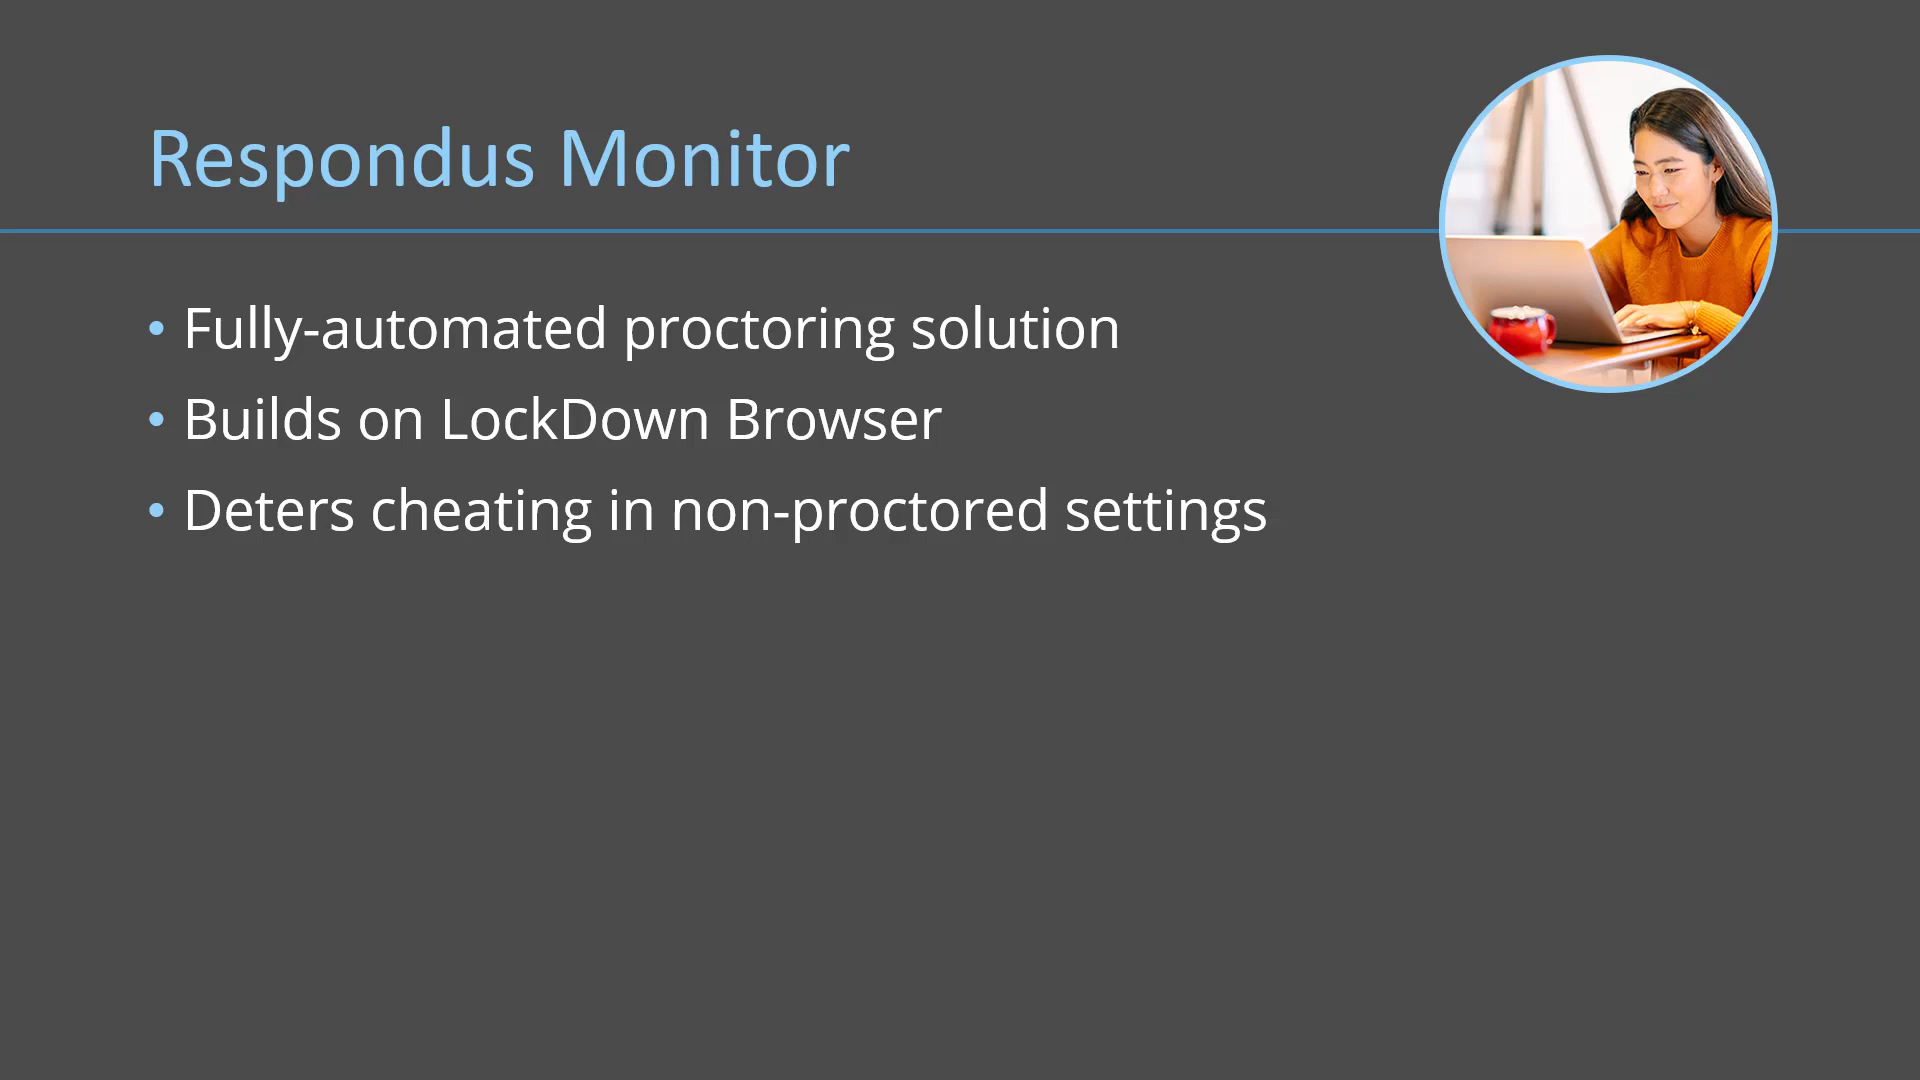 Respondus Monitor
• Fully-automated proctoring solution
• Builds on LockDown Browser
• Deters cheating in non-proctored settings